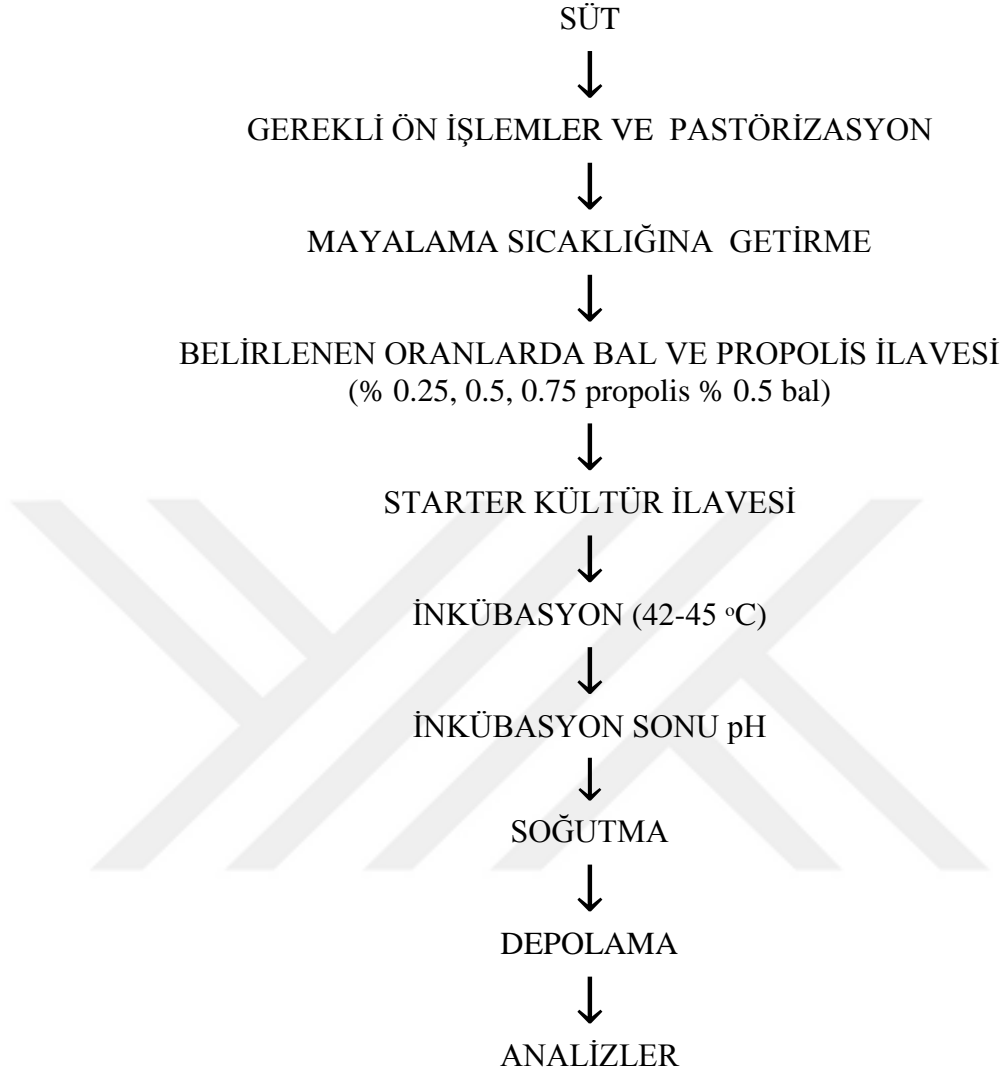 SÜT
GEREKLİ ÖN İŞLEMLER VE PASTÖRİZASYON
MAYALAMA SICAKLIĞINA GETİRME
BELİRLENEN ORANLARDA BAL VE PROPOLİS İLAVESİ
(% 0.25, 0.5, 0.75 propolis % 0.5 bal)
STARTER KÜLTÜR İLAVESİ
İNKÜBASYON (42-45 ºC)
İNKÜBASYON SONU pH
SOĞUTMA
DEPOLAMA
ANALİZLER